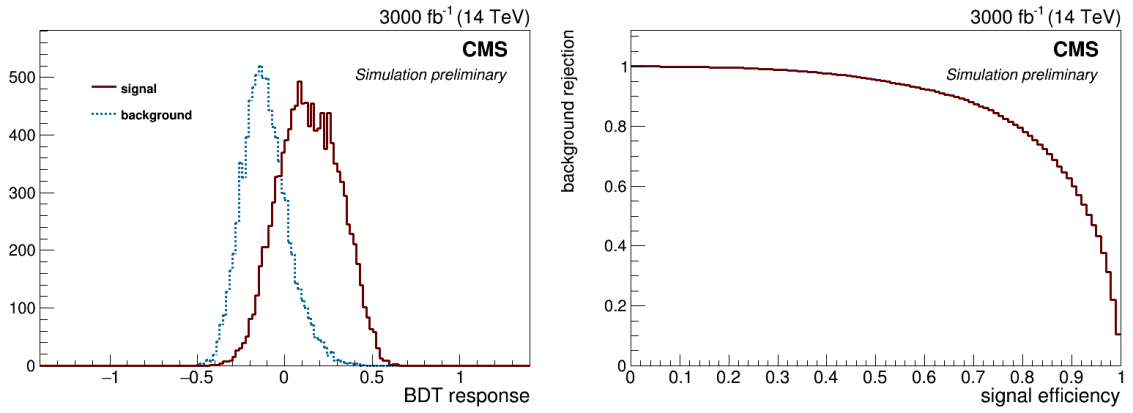 3000 fb⁻¹ (14 TeV)
CMS
Simulation preliminary
signal
background
500
400
300
200
100
0
−1
−0.5
0
0.5
1
BDT response
3000 fb⁻¹ (14 TeV)
CMS
Simulation preliminary
background rejection
1
0.8
0.6
0.4
0.2
0
0
0.1
0.2
0.3
0.4
0.5
0.6
0.7
0.8
0.9
1
signal efficiency